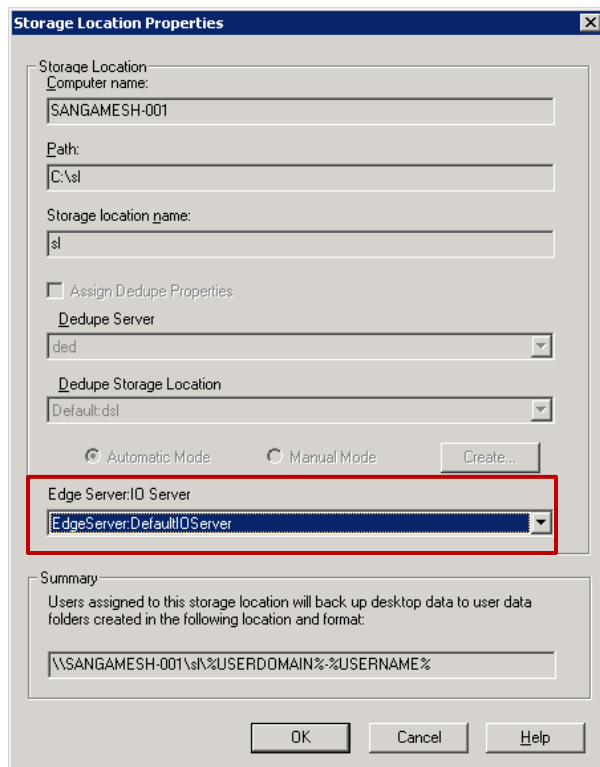 Storage Location Properties
Storage Location
Computer name:
SANGAMESH-001
Path:
C:\sl
Storage location name:
sl
Assign Dedupe Properties
Dedupe Server
ded
Dedupe Storage Location
Default:dsl
Automatic Mode Manual Mode Create...
Edge Server:IO Server
EdgeServer:DefaultIOServer
Summary
Users assigned to this storage location will back up desktop data to user data
folders created in the following location and format:
\\SANGAMESH-001\sl\%USERDOMAIN%-%USERNAME%
OK Cancel Help